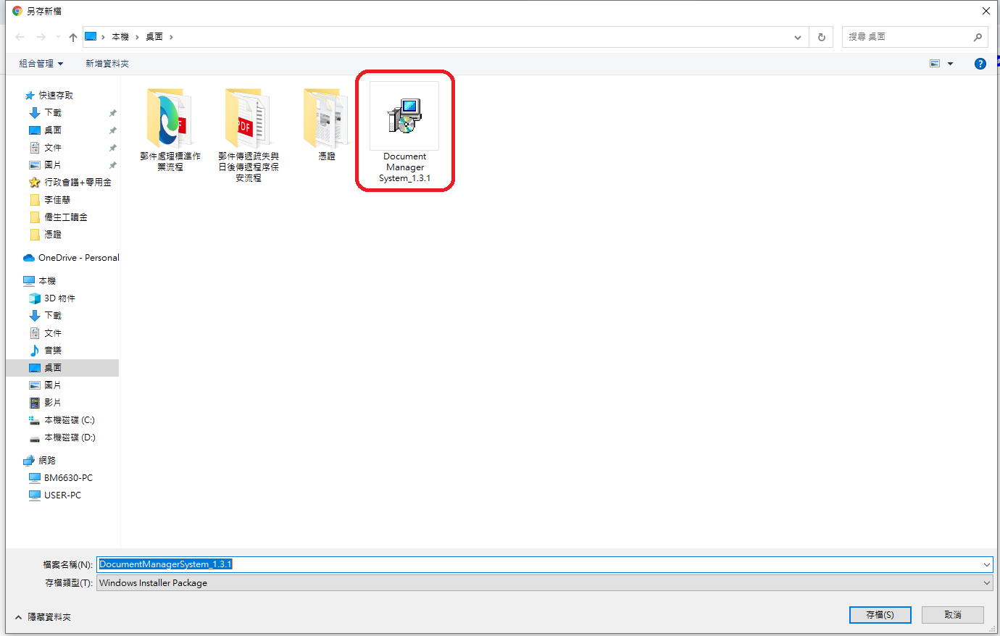 另存新檔
本機
桌面
搜尋 桌面
組合管理
新增資料夾
快速存取
下載
桌面
文件
圖片
行政會議+零用金
李佳慧
僑生工讀金
憑證
OneDrive - Personal
本機
3D 物件
下載
文件
音樂
桌面
圖片
影片
本機磁碟 (C:)
本機磁碟 (D:)
網路
BM6630-PC
USER-PC
郵件處理標準作
業流程
郵件傳遞疏失與
日後傳遞程序保
安流程
憑證
Document
Manager
System_1.3.1
PDF
檔案名稱(N):
DocumentManagerSystem_1.3.1
存檔類型(T):
Windows Installer Package
隱藏資料夾
存檔(S)
取消